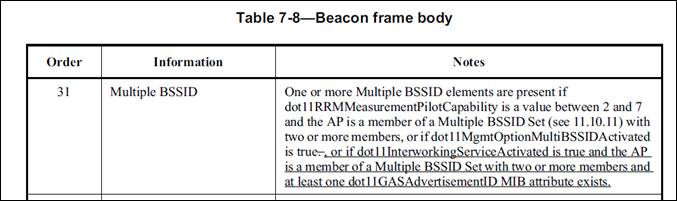 Table 7-8—Beacon frame body
Order Information Notes
31 Multiple BSSID One or more Multiple BSSID elements are present if
dot11RRMMeasurementPilotCapability is a value between 2 and 7
and the AP is a member of a Multiple BSSID Set (see 11.10.11) with
two or more members, or if dot11MgmtOptionMultiBSSIDActivated
is true., or if dot11InterworkingServiceActivated is true and the AP
is a member of a Multiple BSSID Set with two or more members and
at least one dot11GASAdvertisementID MIB attribute exists.